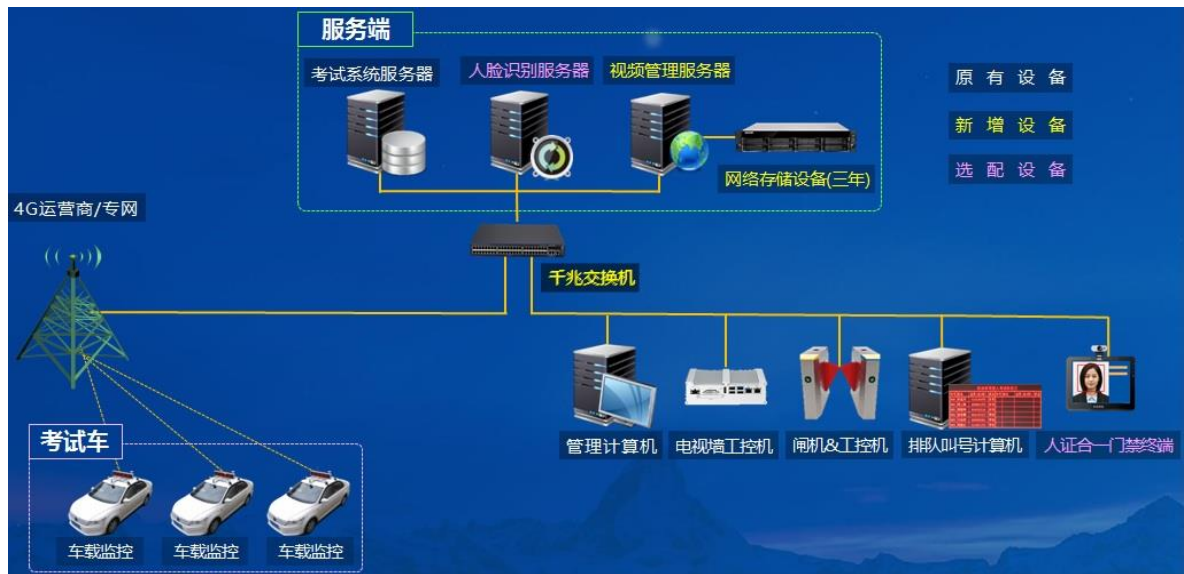 服务端
考试系统服务器
人脸识别服务器
视频管理服务器
原有设备
新增设备
选配设备
网络存储设备(三年)
4G运营商/专网
千兆交换机
管理计算机
电视墙工控机
闸机&工控机
排队叫号计算机
人证合一门禁终端
考试车
车载监控
车载监控
车载监控